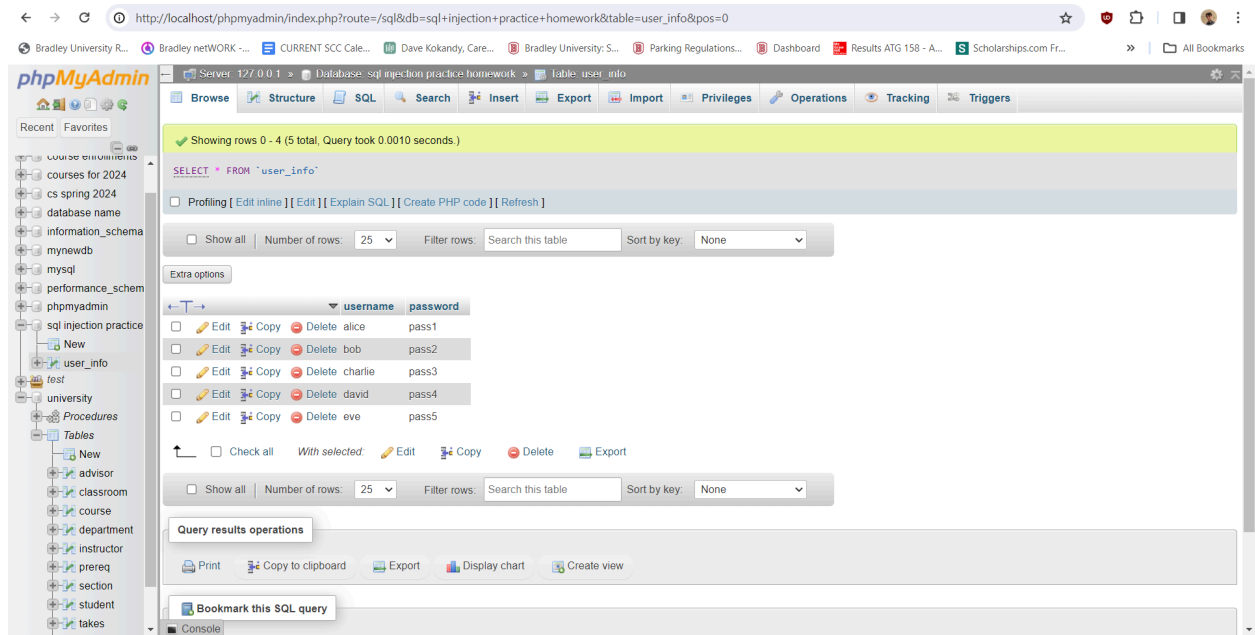 http://localhost/phpmyadmin/index.php?route=/sql&db=sql+injection+practice+homework&table=user_info&pos=0
Bradley University R... Bradley netWORK -... CURRENT SCC Cale... Dave Kokandy, Care... Bradley University: S... Parking Regulations... Dashboard Results ATG 158 - A... Scholarships.com Fr... » All Bookmarks
phpMyAdmin
Recent Favorites
course enrollments
courses for 2024
cs spring 2024
database name
information_schema
mynewdb
mysql
performance_schem
phpmyadmin
sql injection practice
New
user_info
test
university
Procedures
Tables
New
advisor
classroom
course
department
instructor
prereq
section
student
takes
Server: 127.0.0.1 » Database: sql injection practice homework » Table: user_info
Browse Structure SQL Search Insert Export Import Privileges Operations Tracking Triggers
Showing rows 0 - 4 (5 total, Query took 0.0010 seconds.)
SELECT * FROM `user_info`
Profiling [ Edit inline ] [ Edit ] [ Explain SQL ] [ Create PHP code ] [ Refresh ]
Show all | Number of rows: 25 Filter rows: Search this table Sort by key: None
Extra options
←T→ username password
Edit Copy Delete alice pass1
Edit Copy Delete bob pass2
Edit Copy Delete charlie pass3
Edit Copy Delete david pass4
Edit Copy Delete eve pass5
Check all With selected: Edit Copy Delete Export
Show all | Number of rows: 25 Filter rows: Search this table Sort by key: None
Query results operations
Print Copy to clipboard Export Display chart Create view
Bookmark this SQL query
Console